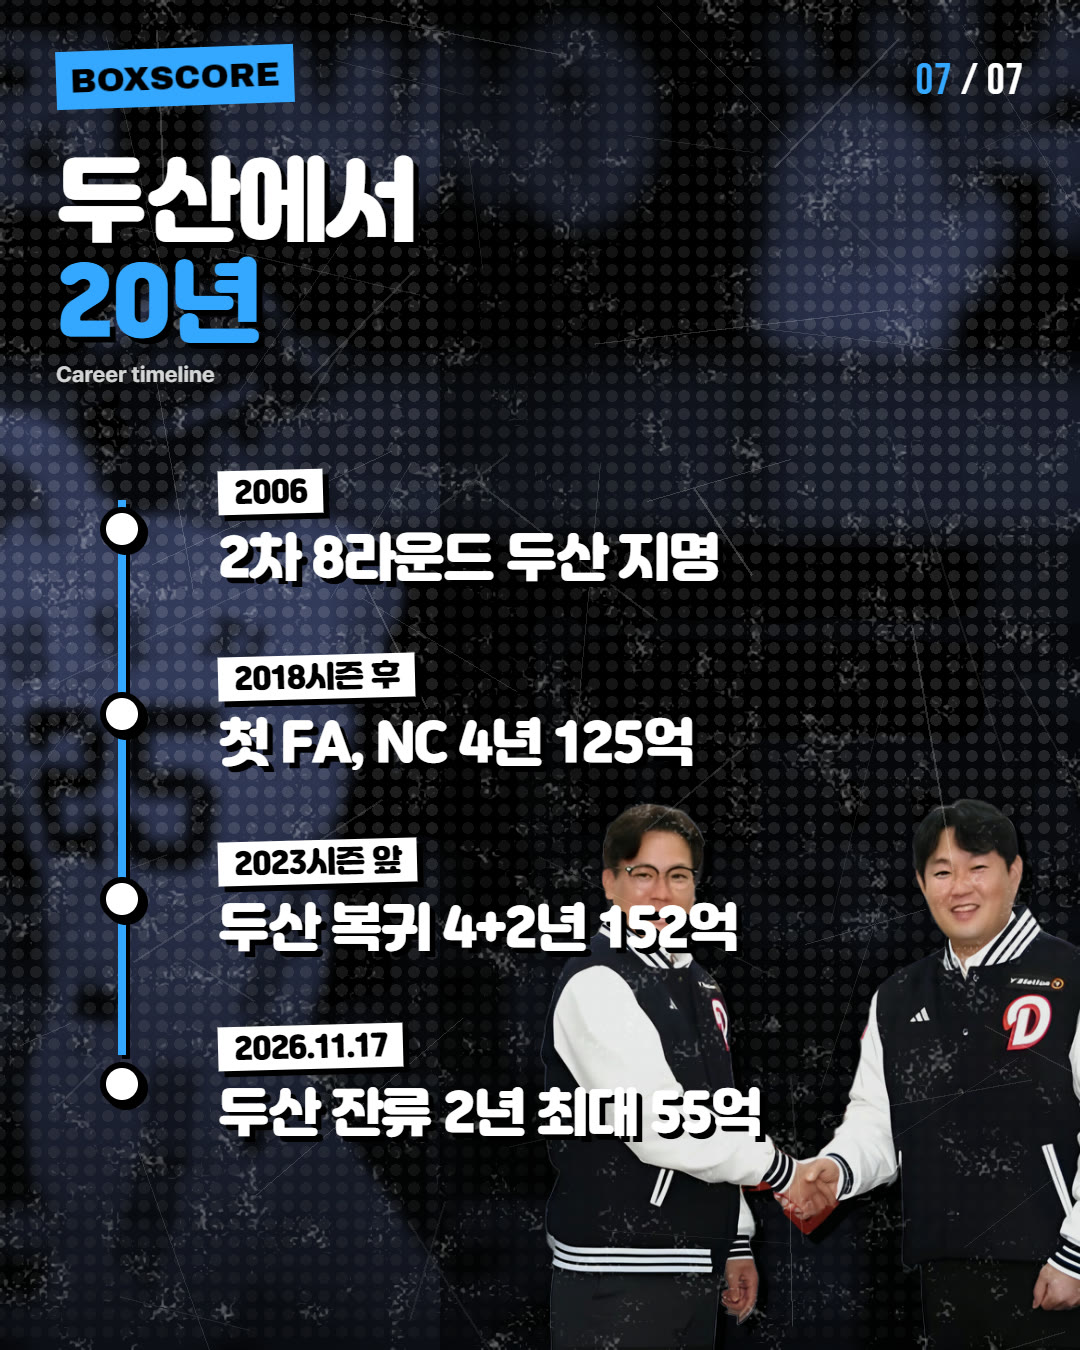 BOXSCORE
07 / 07
두산에서
20년
Career timeline
2006
2차 8라운드 두산 지명
2018시즌 후
첫 FA, NC 4년 125억
2023시즌 앞
두산 복귀 4+2년 152억
2026.11.17
두산 잔류 2년 최대 55억
D